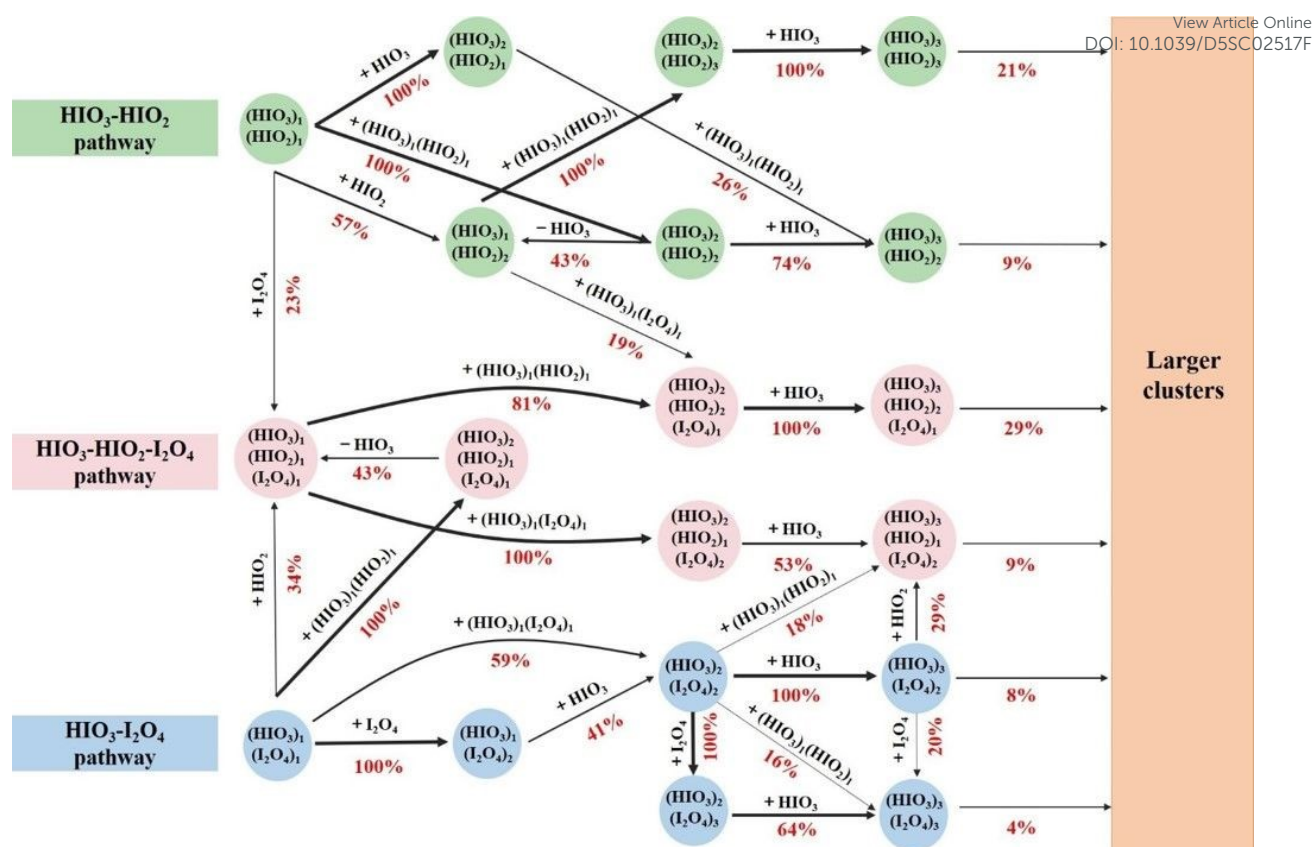 View Article Online
DOI: 10.1039/D5SC02517F
HIO₃-HIO₂
pathway
(HIO₃)₁
(HIO₂)₁
+ HIO₃
100%
(HIO₃)₂
(HIO₂)₁
(HIO₃)₂
(HIO₂)₃
+ HIO₃
100%
(HIO₃)₃
(HIO₂)₃
21%
+ (HIO₃)₁(HIO₂)₁
100%
+ (HIO₃)₁(HIO₂)₁
100%
+ (HIO₃)₁(HIO₂)₁
26%
+ HIO₂
57%
(HIO₃)₁
(HIO₂)₂
− HIO₃
43%
(HIO₃)₂
(HIO₂)₂
+ HIO₃
74%
(HIO₃)₃
(HIO₂)₂
9%
+ I₂O₄
23%
+ (HIO₃)₁(I₂O₄)₁
19%
HIO₃-HIO₂-I₂O₄
pathway
(HIO₃)₁
(HIO₂)₁
(I₂O₄)₁
+ (HIO₃)₁(HIO₂)₁
81%
(HIO₃)₂
(HIO₂)₂
(I₂O₄)₁
+ HIO₃
100%
(HIO₃)₃
(HIO₂)₂
(I₂O₄)₁
29%
− HIO₃
43%
(HIO₃)₂
(HIO₂)₁
(I₂O₄)₁
+ (HIO₃)₁(I₂O₄)₁
100%
(HIO₃)₂
(HIO₂)₁
(I₂O₄)₂
+ HIO₃
53%
(HIO₃)₃
(HIO₂)₁
(I₂O₄)₂
9%
+ HIO₂
34%
+ (HIO₃)₁(HIO₂)₁
100%
+ (HIO₃)₁(HIO₂)₁
18%
+ HIO₂
29%
HIO₃-I₂O₄
pathway
(HIO₃)₁
(I₂O₄)₁
+ (HIO₃)₁(I₂O₄)₁
59%
+ I₂O₄
100%
(HIO₃)₁
(I₂O₄)₂
+ HIO₃
41%
(HIO₃)₂
(I₂O₄)₂
+ HIO₃
100%
(HIO₃)₃
(I₂O₄)₂
8%
+ I₂O₄
100%
+ (HIO₃)₁(HIO₂)₁
16%
+ I₂O₄
20%
(HIO₃)₂
(I₂O₄)₃
+ HIO₃
64%
(HIO₃)₃
(I₂O₄)₃
4%
Larger
clusters